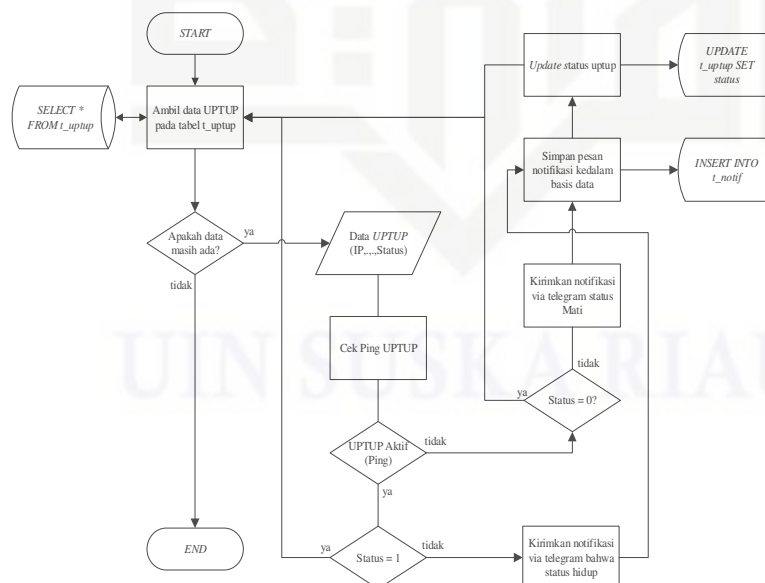 START
SELECT *
FROM t_uptup
Ambil data UPTUP
pada tabel t_uptup
Apakah data
masih ada?
ya
tidak
END
Data UPTUP
(IP,.,.,Status)
Cek Ping UPTUP
UPTUP Aktif
(Ping)
tidak
ya
Status = 1
ya
tidak
Kirimkan notifikasi
via telegram bahwa
status hidup
Status = 0?
ya
tidak
Kirimkan notifikasi
via telegram status
Mati
Simpan pesan
notifikasi kedalam
basis data
INSERT INTO
t_notif
Update status uptup
UPDATE
t_uptup SET
status
UIN SUSKA RIAU